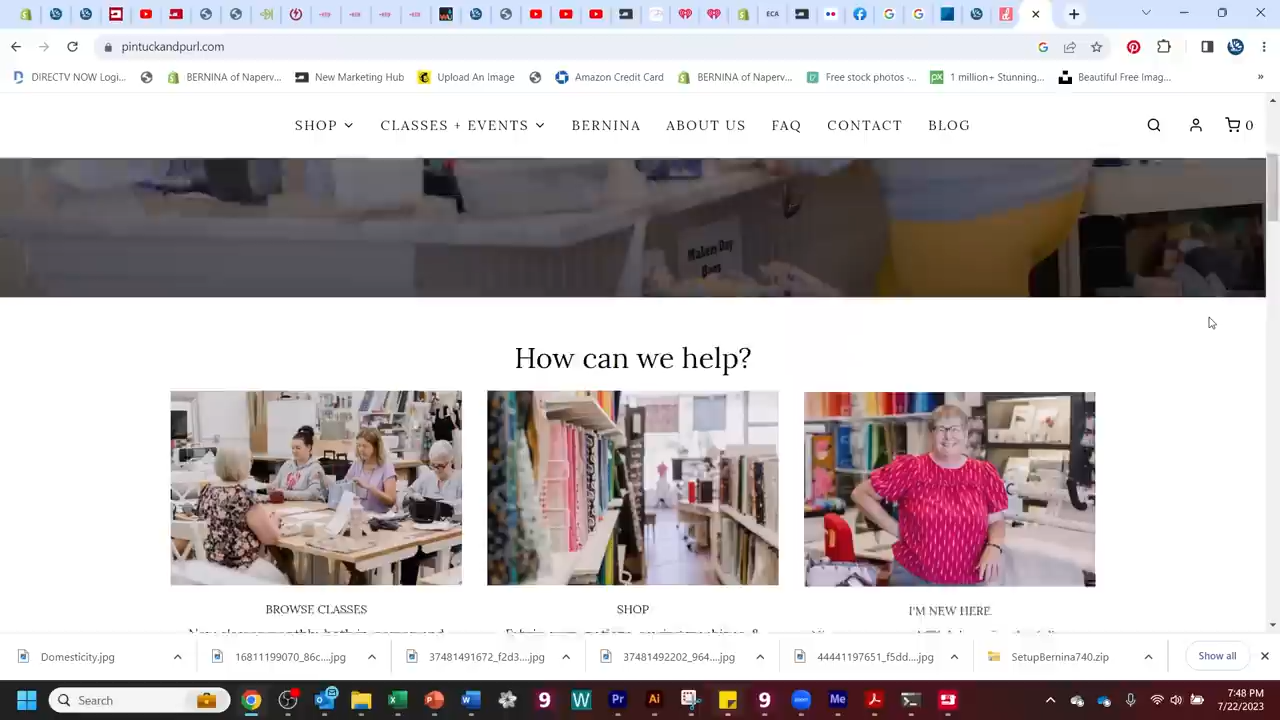 pintuckandpurl.com
DIRECTV NOW Logi...
BERNINA of Naperv...
New Marketing Hub
Upload An Image
Amazon Credit Card
BERNINA of Naperv...
Free stock photos -...
1 million+ Stunning...
Beautiful Free Imag...
»
SHOP
CLASSES + EVENTS
BERNINA
ABOUT US
FAQ
CONTACT
BLOG
0
Makers Day
How can we help?
BROWSE CLASSES
SHOP
I'M NEW HERE.
Domesticity.jpg
16811199070_86c....jpg
37481491672_f2d3....jpg
37481492202_964....jpg
44441197651_f5dd....jpg
SetupBernina740.zip
Show all
Search
7:48 PM
7/22/2023